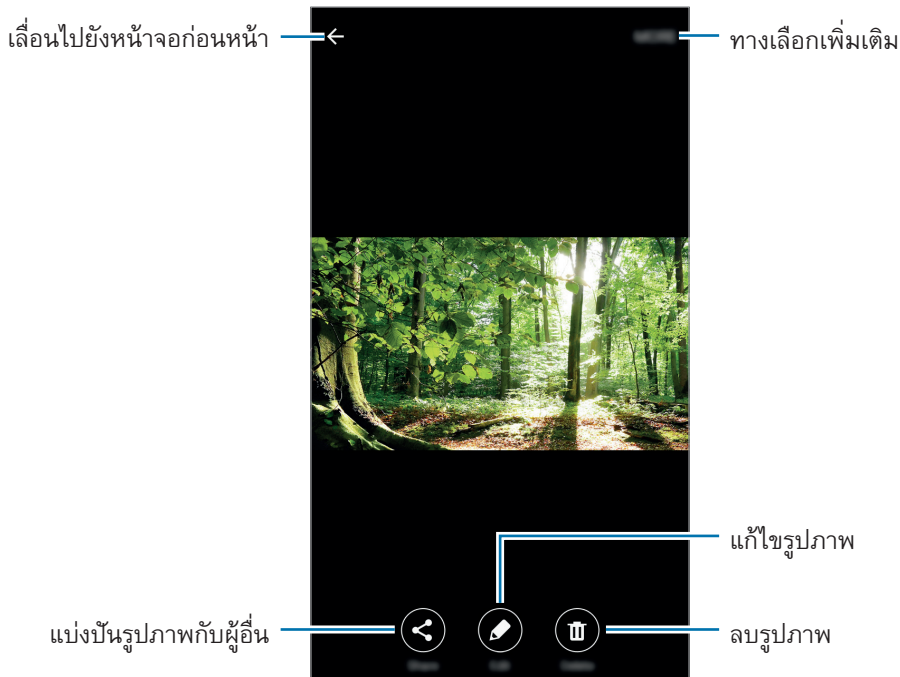 เลื่อนไปยังหน้าจอก่อนหน้า
ทางเลือกเพิ่มเติม
แก้ไขรูปภาพ
แบ่งปันรูปภาพกับผู้อื่น
ลบรูปภาพ